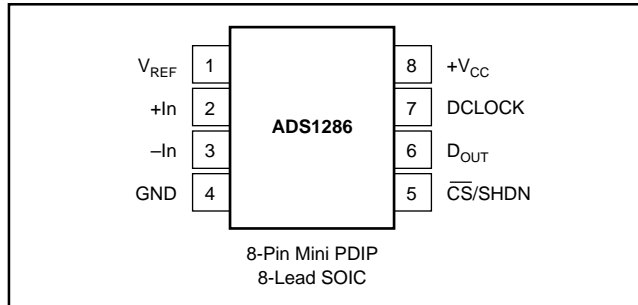 V_REF 1 8 +V_CC
+In 2 7 DCLOCK
ADS1286
–In 3 6 D_OUT
GND 4 5 C̅S̅/SHDN
8-Pin Mini PDIP
8-Lead SOIC